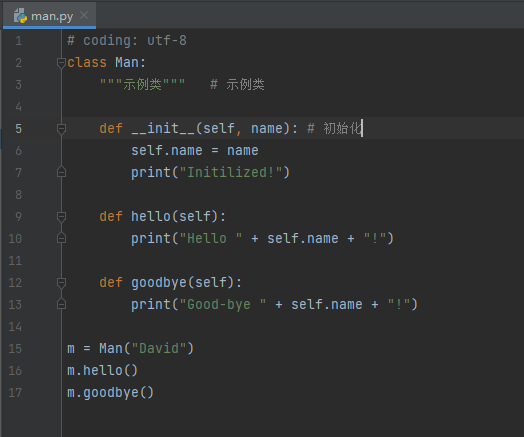 man.py
1 # coding: utf-8
2 class Man:
3 """示例类""" # 示例类
4
5 def __init__(self, name): # 初始化
6 self.name = name
7 print("Initilized!")
8
9 def hello(self):
10 print("Hello " + self.name + "!")
11
12 def goodbye(self):
13 print("Good-bye " + self.name + "!")
14
15 m = Man("David")
16 m.hello()
17 m.goodbye()